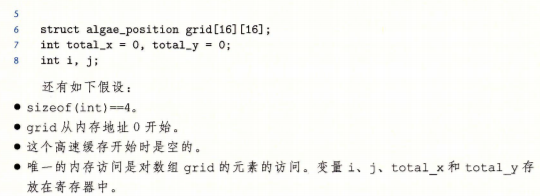 5
6 struct algae_position grid[16][16];
7 int total_x = 0, total_y = 0;
8 int i, j;
还有如下假设:
● sizeof(int)==4。
● grid 从内存地址 0 开始。
● 这个高速缓存开始时是空的。
● 唯一的内存访问是对数组 grid 的元素的访问。变量 i、j、total_x 和 total_y 存
放在寄存器中。